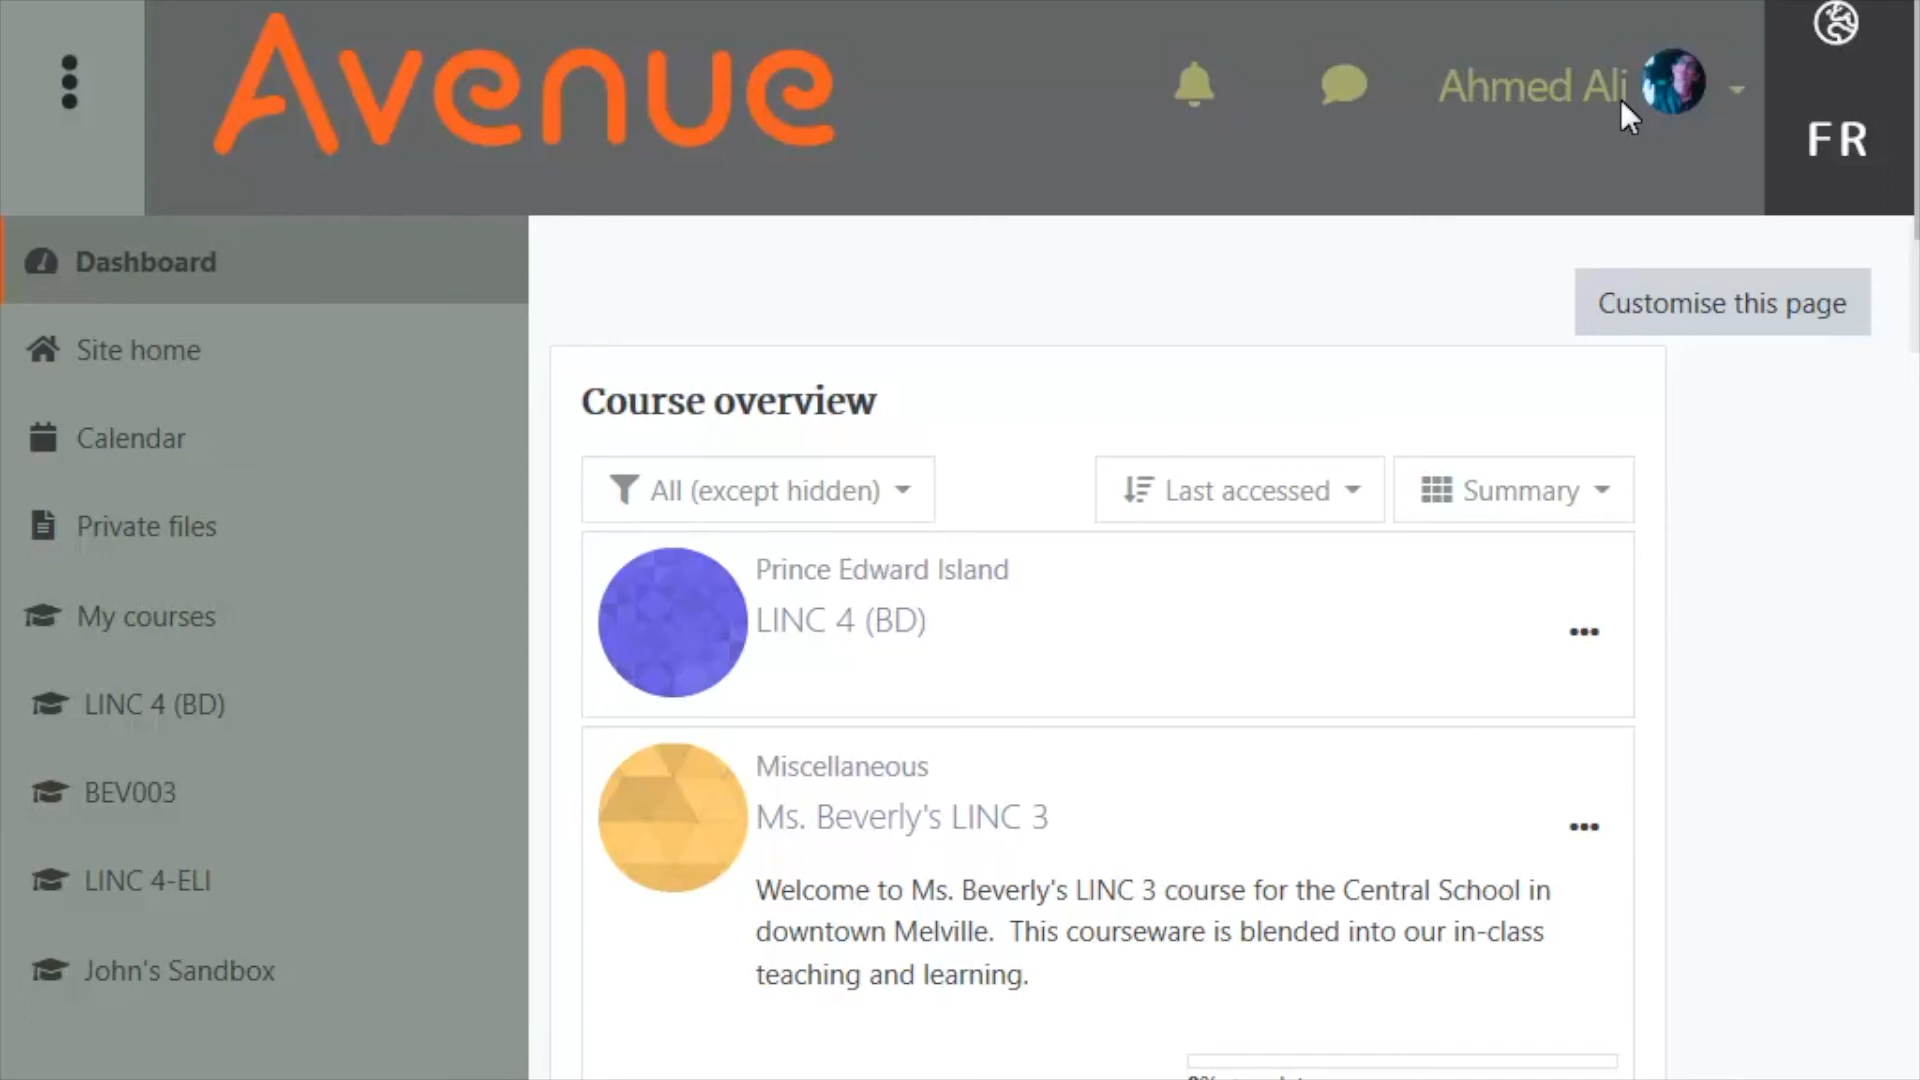 Avenue
Ahmed Ali
FR
Dashboard
Site home
Calendar
Private files
My courses
LINC 4 (BD)
BEV003
LINC 4-ELI
John's Sandbox
Customise this page
Course overview
All (except hidden)
Last accessed
Summary
Prince Edward Island
LINC 4 (BD)
Miscellaneous
Ms. Beverly's LINC 3
Welcome to Ms. Beverly's LINC 3 course for the Central School in
downtown Melville.  This courseware is blended into our in-class
teaching and learning.